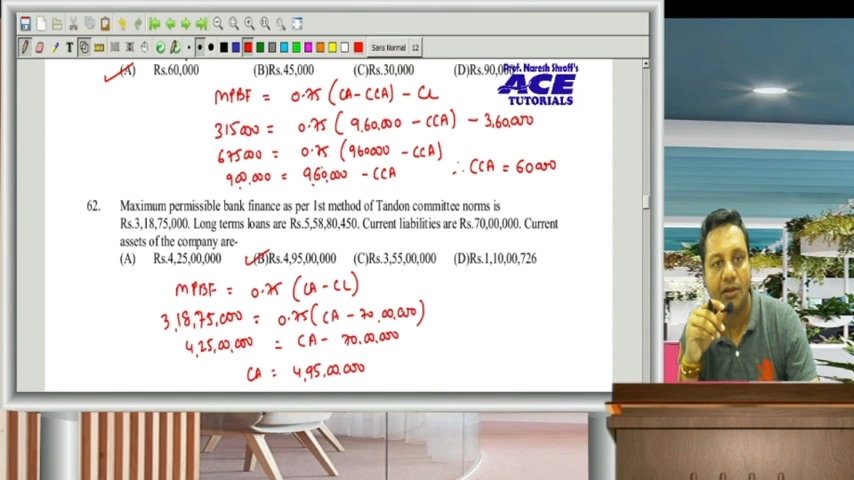 Sans Normal 12
(A) Rs.60,000 (B)Rs.45,000 (C)Rs.30,000 (D)Rs.90,00
Prof. Naresh Shroff's
ACE
TUTORIALS
MPBF = 0.75 (CA - CCA) - CL
315000 = 0.75 (9,60,000 - CCA) - 3,60,000
675000 = 0.75 (960000 - CCA)
900,000 = 9,60,000 - CCA ∴ CCA = 60000
62. Maximum permissible bank finance as per 1st method of Tandon committee norms is
Rs.3,18,75,000. Long terms loans are Rs.5,58,80,450. Current liabilities are Rs.70,00,000. Current
assets of the company are-
(A) Rs.4,25,00,000 (B)Rs.4,95,00,000 (C)Rs.3,55,00,000 (D)Rs.1,10,00,726
MPBF = 0.75 (CA - CL)
3,18,75,000 = 0.75 (CA - 70,00,000)
4,25,00,000 = CA - 70,00,000
CA = 4,95,00,000